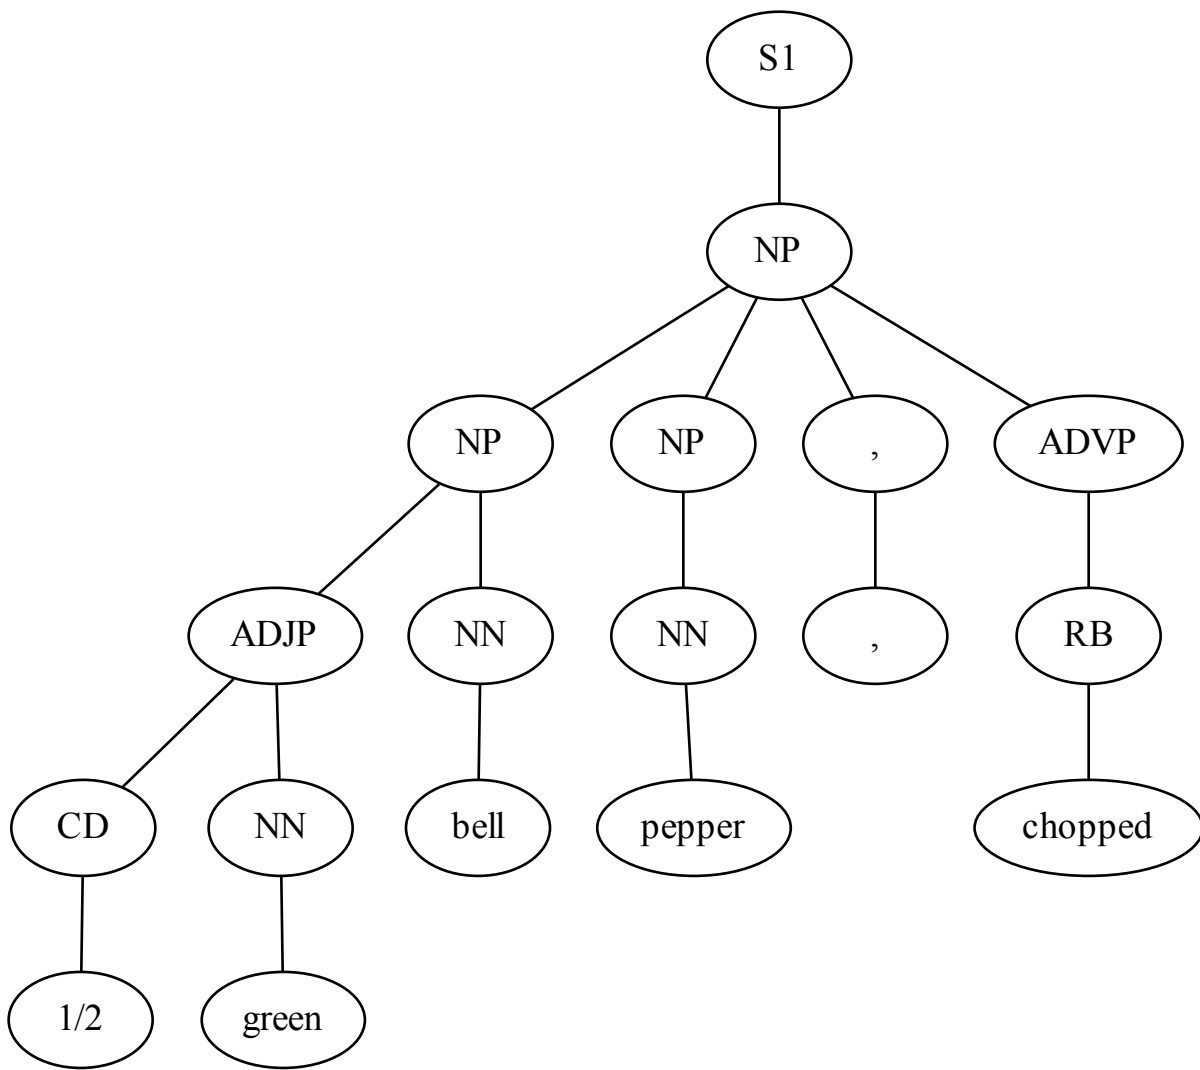 S1
NP
NP NP , ADVP
ADJP NN NN , RB
CD NN bell pepper chopped
1/2 green